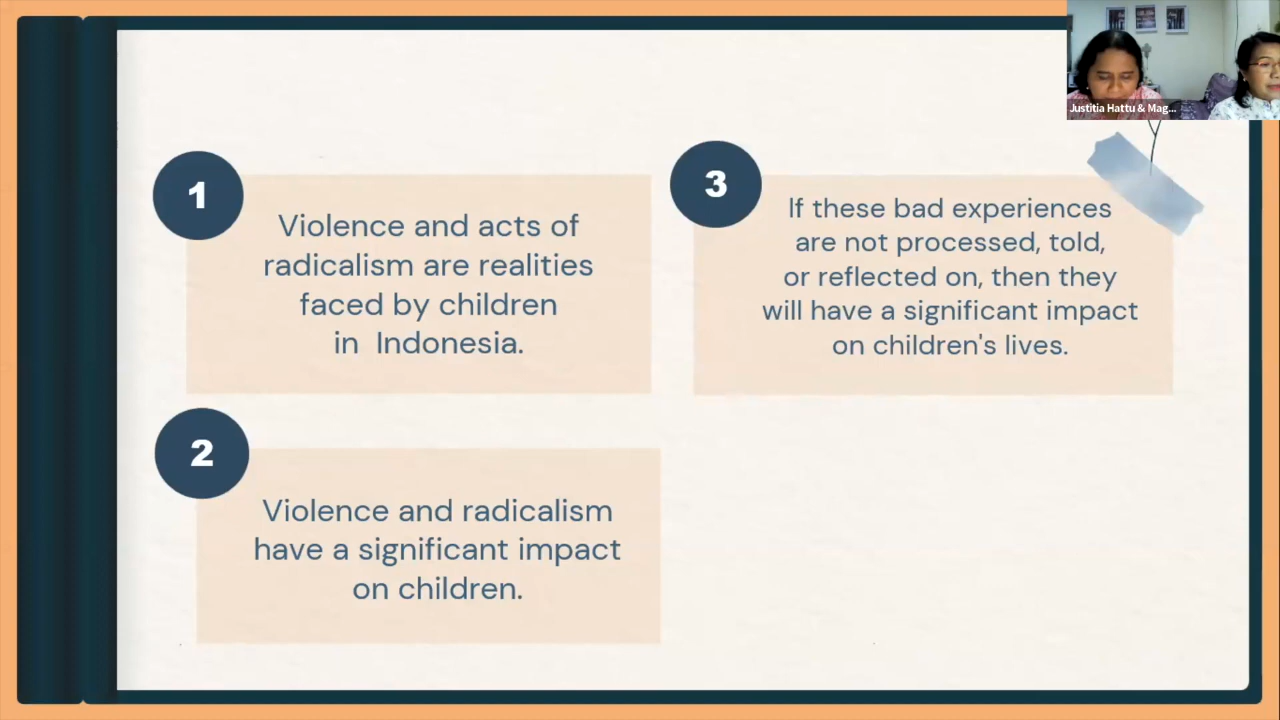 Justitia Hattu & Mag...
1
Violence and acts of
radicalism are realities
faced by children
in Indonesia.
2
Violence and radicalism
have a significant impact
on children.
3
If these bad experiences
are not processed, told,
or reflected on, then they
will have a significant impact
on children's lives.